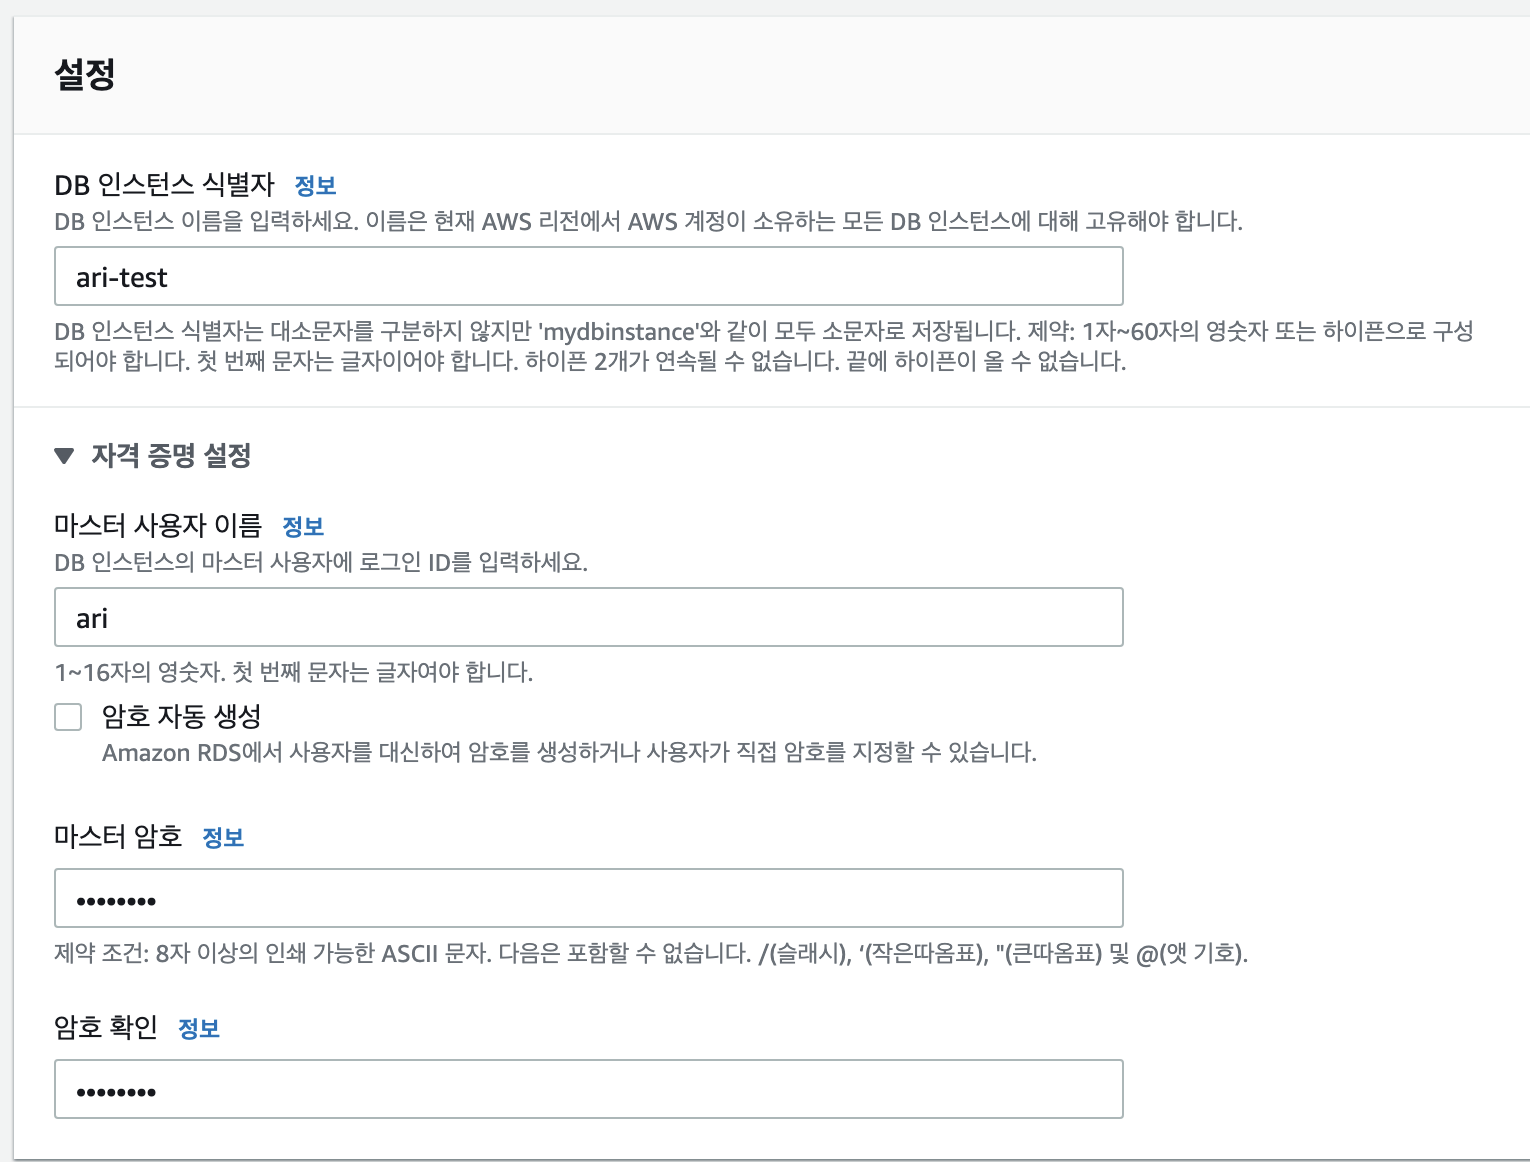 설정
DB 인스턴스 식별자 정보
DB 인스턴스 이름을 입력하세요. 이름은 현재 AWS 리전에서 AWS 계정이 소유하는 모든 DB 인스턴스에 대해 고유해야 합니다.
ari-test
DB 인스턴스 식별자는 대소문자를 구분하지 않지만 'mydbinstance'와 같이 모두 소문자로 저장됩니다. 제약: 1자~60자의 영숫자 또는 하이픈으로 구성
되어야 합니다. 첫 번째 문자는 글자이어야 합니다. 하이픈 2개가 연속될 수 없습니다. 끝에 하이픈이 올 수 없습니다.
▼ 자격 증명 설정
마스터 사용자 이름 정보
DB 인스턴스의 마스터 사용자에 로그인 ID를 입력하세요.
ari
1~16자의 영숫자. 첫 번째 문자는 글자여야 합니다.
암호 자동 생성
Amazon RDS에서 사용자를 대신하여 암호를 생성하거나 사용자가 직접 암호를 지정할 수 있습니다.
마스터 암호 정보
••••••••
제약 조건: 8자 이상의 인쇄 가능한 ASCII 문자. 다음은 포함할 수 없습니다. /(슬래시), ‘(작은따옴표), "(큰따옴표) 및 @(앳 기호).
암호 확인 정보
••••••••